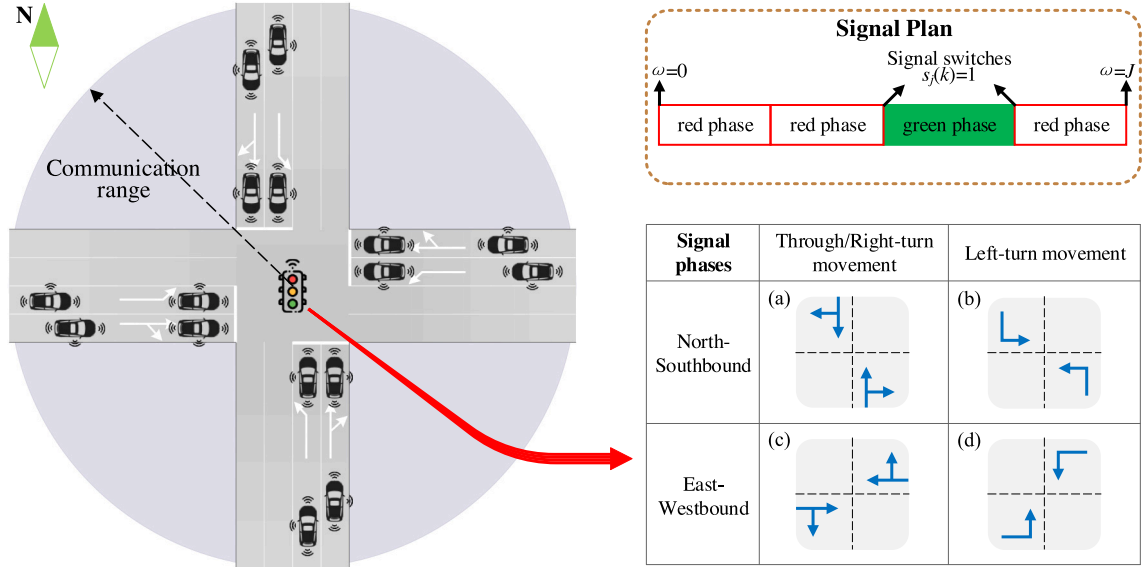 N
Communication
range
Signal Plan
Signal switches
s_j(k)=1
ω=0
ω=J
red phase
red phase
green phase
red phase
Signal
phases
Through/Right-turn
movement
Left-turn movement
North-
Southbound
(a)
(b)
East-
Westbound
(c)
(d)